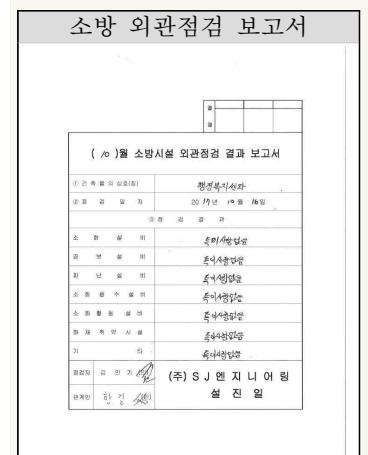 소방 외관점검 보고서
결
재
( 10 )월 소방시설 외관점검 결과 보고서
① 건 축 물 의 상호(칭) 행정복지센터
② 점 검 일 자 20 17 년 10 월 16 일
③ 점 검 결 과
소 화 설 비 특이사항없음
경 보 설 비 특이사항없음
피 난 설 비 특이사항없음
소 화 용 수 설 비 특이사항없음
소 화 활 동 설 비 특이사항없음
화 재 취 약 시 설 특이사항없음
기 타 특이사항없음
점검자 김 민 기
(주) S J 엔 지 니 어 링
관계인
설 진 일